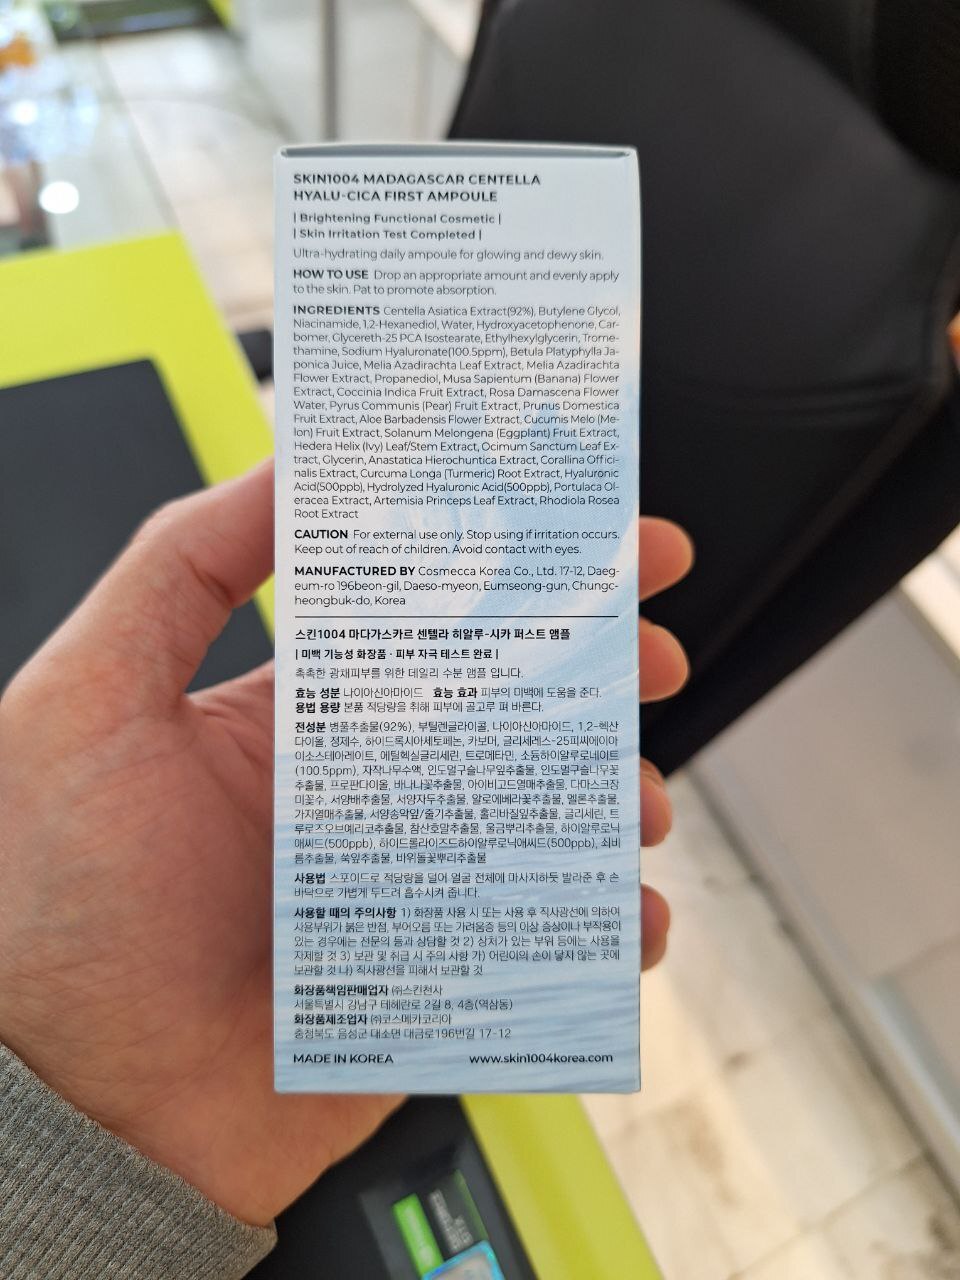 SKIN1004 MADAGASCAR CENTELLA
HYALU-CICA FIRST AMPOULE
| Brightening Functional Cosmetic |
| Skin Irritation Test Completed |
Ultra-hydrating daily ampoule for glowing and dewy skin.
HOW TO USE Drop an appropriate amount and evenly apply
to the skin. Pat to promote absorption.
INGREDIENTS Centella Asiatica Extract(92%), Butylene Glycol,
Niacinamide, 1,2-Hexanediol, Water, Hydroxyacetophenone, Car-
bomer, Glycereth-25 PCA Isostearate, Ethylhexylglycerin, Trome-
thamine, Sodium Hyaluronate(100.5ppm), Betula Platyphylla Ja-
ponica Juice, Melia Azadirachta Leaf Extract, Melia Azadirachta
Flower Extract, Propanediol, Musa Sapientum (Banana) Flower
Extract, Coccinia Indica Fruit Extract, Rosa Damascena Flower
Water, Pyrus Communis (Pear) Fruit Extract, Prunus Domestica
Fruit Extract, Aloe Barbadensis Flower Extract, Cucumis Melo (Me-
lon) Fruit Extract, Solanum Melongena (Eggplant) Fruit Extract,
Hedera Helix (Ivy) Leaf/Stem Extract, Ocimum Sanctum Leaf Ex-
tract, Glycerin, Anastatica Hierochuntica Extract, Corallina Offici-
nalis Extract, Curcuma Longa (Turmeric) Root Extract, Hyaluronic
Acid(500ppb), Hydrolyzed Hyaluronic Acid(500ppb), Portulaca Ol-
eracea Extract, Artemisia Princeps Leaf Extract, Rhodiola Rosea
Root Extract
CAUTION For external use only. Stop using if irritation occurs.
Keep out of reach of children. Avoid contact with eyes.
MANUFACTURED BY Cosmecca Korea Co., Ltd. 17-12, Daeg-
eum-ro 196beon-gil, Daeso-myeon, Eumseong-gun, Chungc-
heongbuk-do, Korea
스킨1004 마다가스카르 센텔라 히알루-시카 퍼스트 앰플
| 미백 기능성 화장품 · 피부 자극 테스트 완료 |
촉촉한 광채피부를 위한 데일리 수분 앰플 입니다.
효능 성분 나이아신아마이드 효능 효과 피부의 미백에 도움을 준다.
용법 용량 본품 적당량을 취해 피부에 골고루 펴 바른다.
전성분 병풀추출물(92%), 부틸렌글라이콜, 나이아신아마이드, 1,2-헥산
다이올, 정제수, 하이드록시아세토페논, 카보머, 글리세레스-25피씨에이아
이소스테아레이트, 에틸헥실글리세린, 트로메타민, 소듐하이알루로네이트
(100.5ppm), 자작나무수액, 인도멀구슬나무잎추출물, 인도멀구슬나무꽃
추출물, 프로판다이올, 바나나꽃추출물, 아이비고드열매추출물, 다마스크장
미꽃수, 서양배추출물, 서양자두추출물, 알로에베라꽃추출물, 멜론추출물,
가지열매추출물, 서양송악잎/줄기추출물, 홀리바질잎추출물, 글리세린, 트
루로즈오브예리코추출물, 참산호말추출물, 울금뿌리추출물, 하이알루로닉
애씨드(500ppb), 하이드롤라이즈드하이알루로닉애씨드(500ppb), 쇠비
름추출물, 쑥잎추출물, 바위돌꽃뿌리추출물
사용법 스포이드로 적당량을 덜어 얼굴 전체에 마사지하듯 발라준 후 손
바닥으로 가볍게 두드려 흡수시켜 줍니다.
사용할 때의 주의사항 1) 화장품 사용 시 또는 사용 후 직사광선에 의하여
사용부위가 붉은 반점, 부어오름 또는 가려움증 등의 이상 증상이나 부작용이
있는 경우에는 전문의 등과 상담할 것 2) 상처가 있는 부위 등에는 사용을
자제할 것 3) 보관 및 취급 시 주의 사항 가) 어린이의 손이 닿지 않는 곳에
보관할 것 나) 직사광선을 피해서 보관할 것
화장품책임판매업자 ㈜스킨천사
서울특별시 강남구 테헤란로 2길 8, 4층(역삼동)
화장품제조업자 ㈜코스메카코리아
충청북도 음성군 대소면 대금로196번길 17-12
MADE IN KOREA www.skin1004korea.com